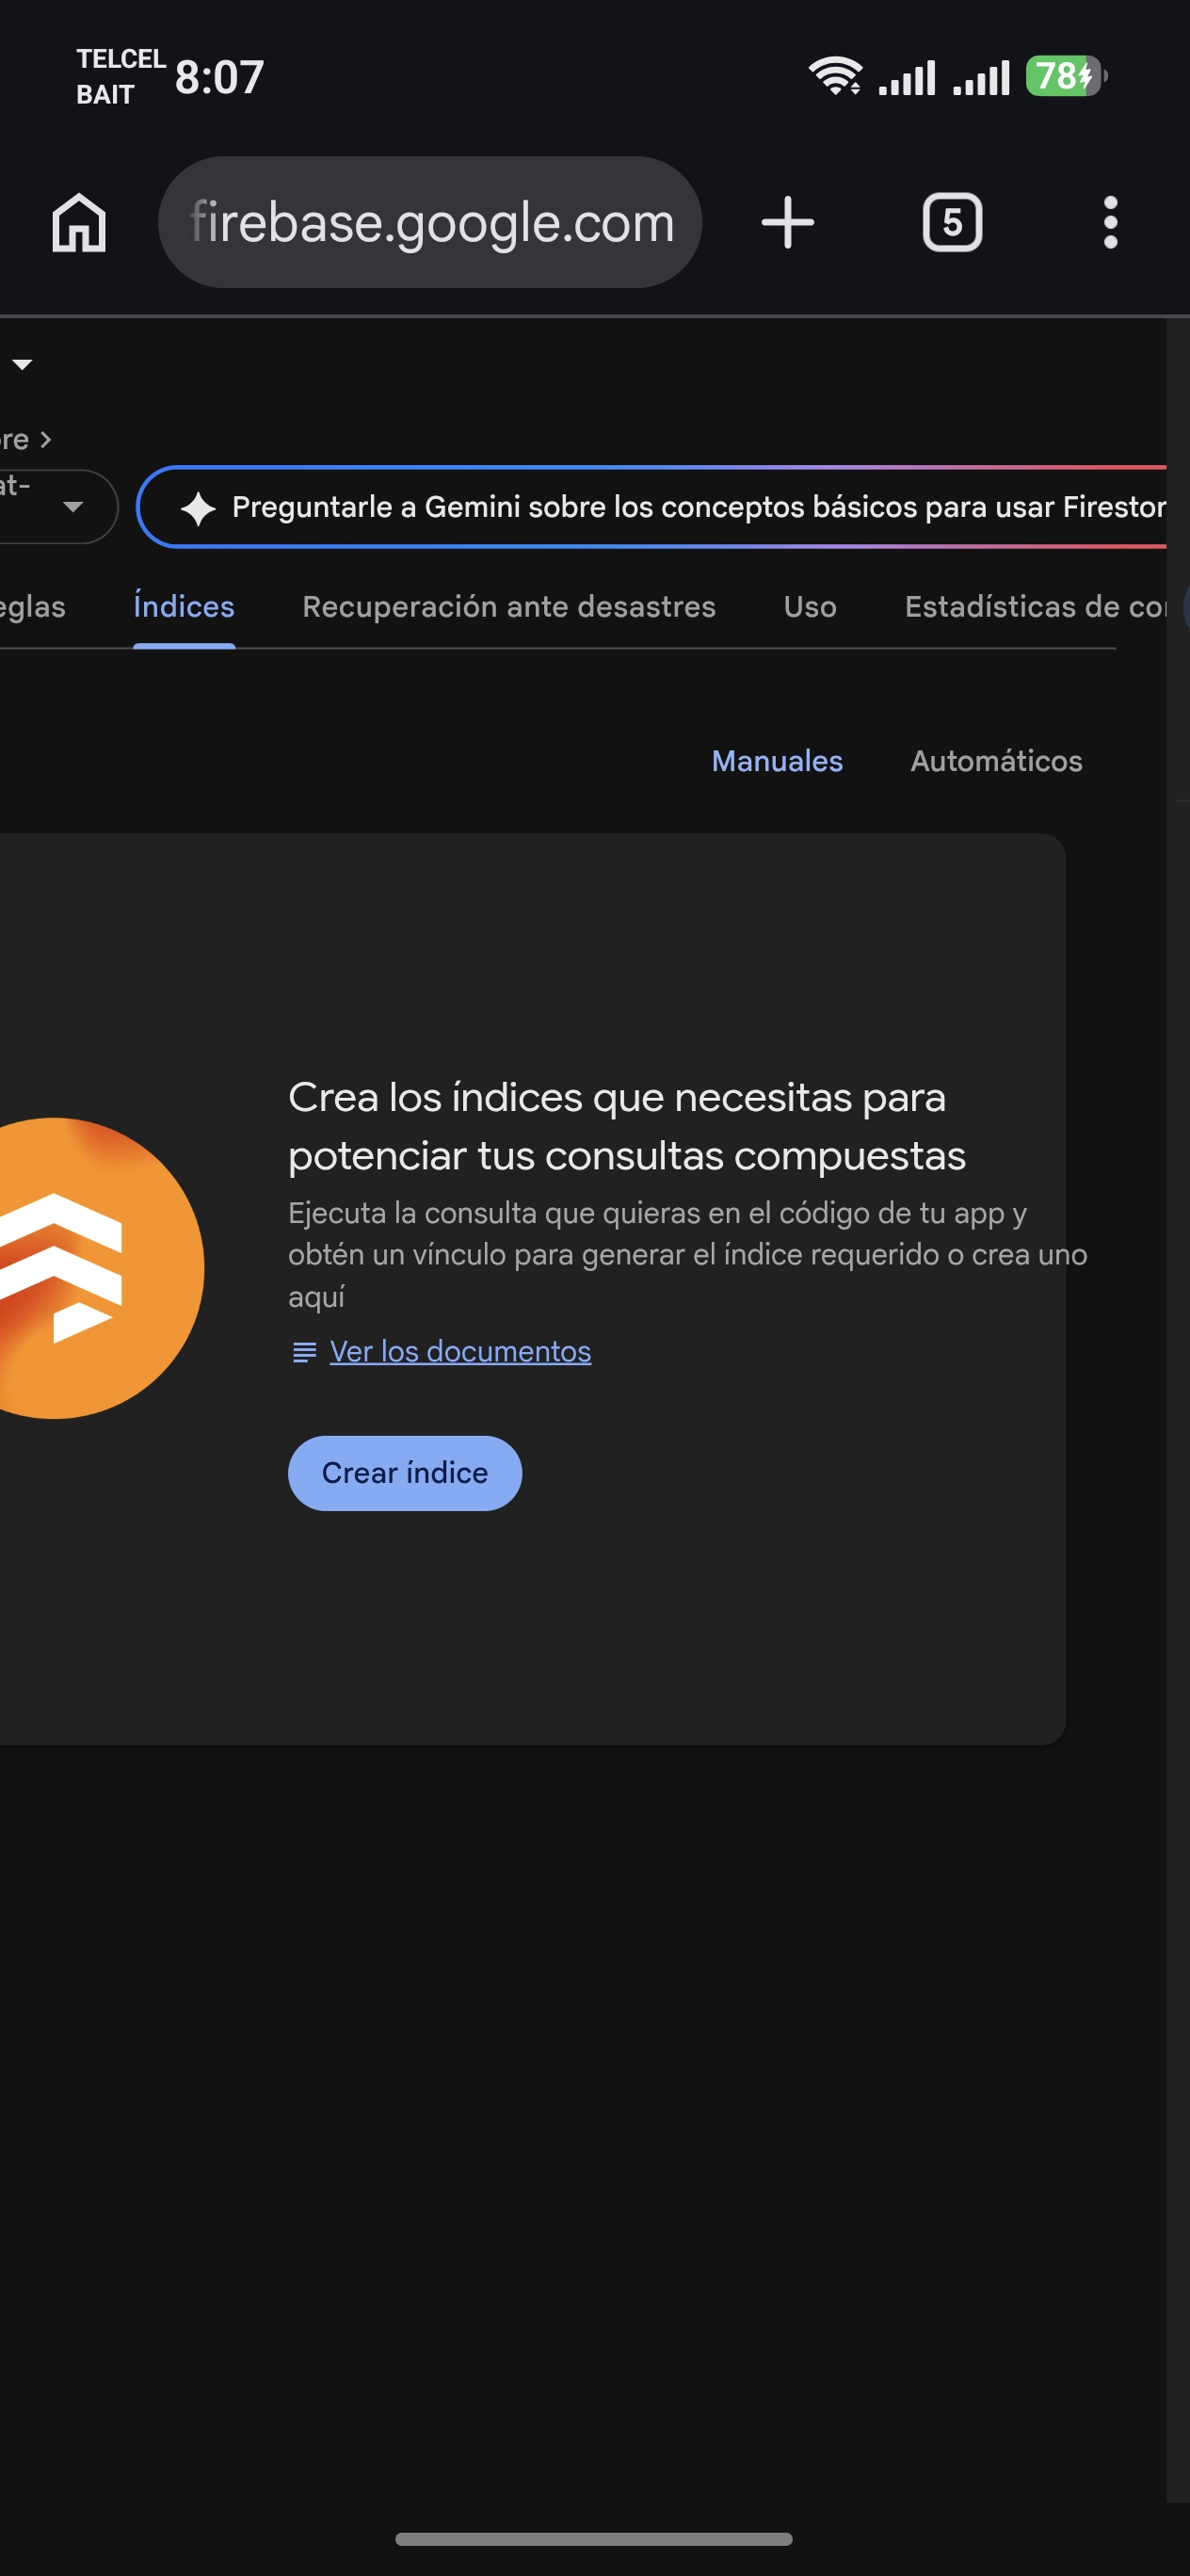 TELCEL
BAIT
8:07
78
firebase.google.com
5
re >
at-
Preguntarle a Gemini sobre los conceptos básicos para usar Firestor
eglas
Índices
Recuperación ante desastres
Uso
Estadísticas de con
Manuales
Automáticos
Crea los índices que necesitas para
potenciar tus consultas compuestas
Ejecuta la consulta que quieras en el código de tu app y
obtén un vínculo para generar el índice requerido o crea uno
aquí
Ver los documentos
Crear índice